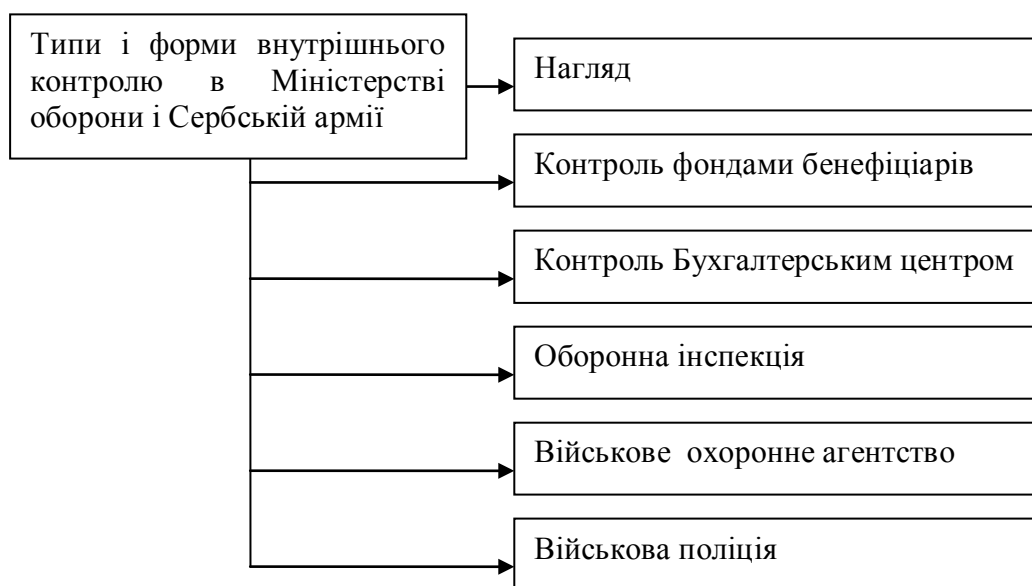 Типи і форми внутрішнього
контролю в Міністерстві
оборони і Сербській армії
Нагляд
Контроль фондами бенефіціарів
Контроль Бухгалтерським центром
Оборонна інспекція
Військове охоронне агентство
Військова поліція